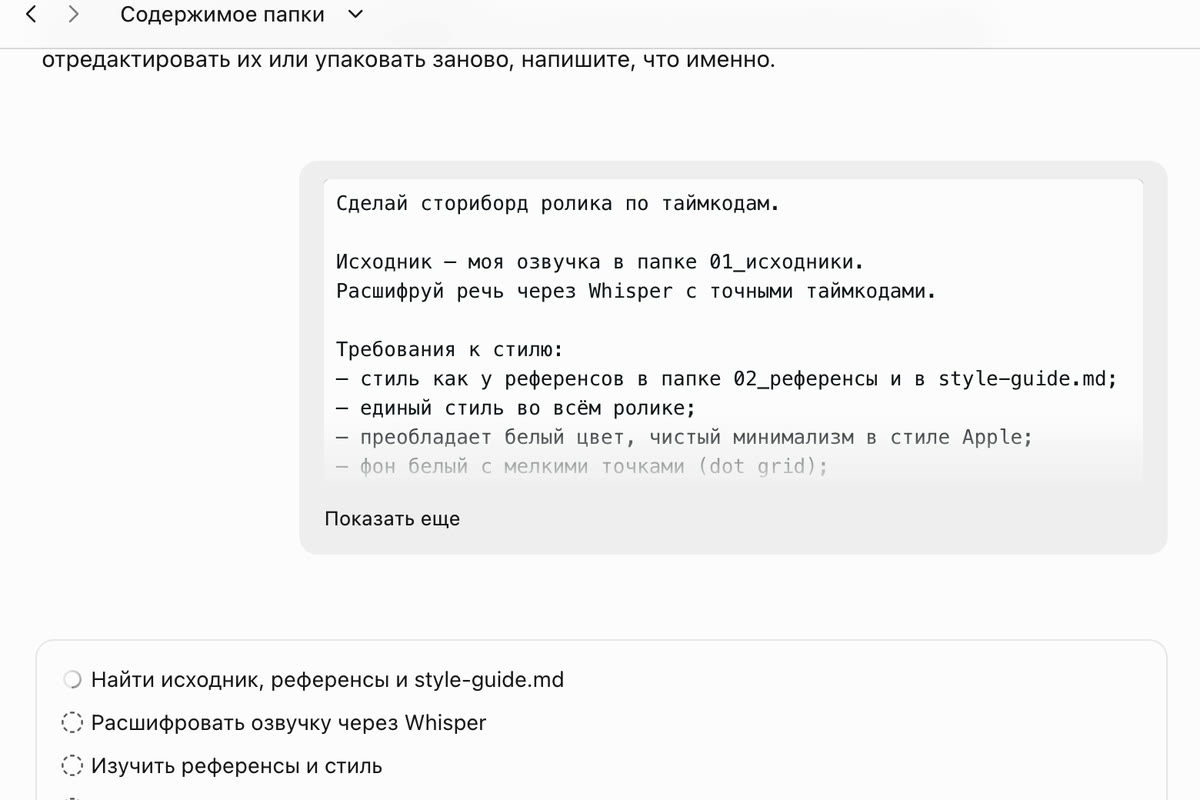 Содержимое папки
отредактировать их или упаковать заново, напишите, что именно.
Сделай сториборд ролика по таймкодам.
Исходник — моя озвучка в папке 01_исходники.
Расшифруй речь через Whisper с точными таймкодами.
Требования к стилю:
— стиль как у референсов в папке 02_референсы и в style-guide.md;
— единый стиль во всём ролике;
— преобладает белый цвет, чистый минимализм в стиле Apple;
— фон белый с мелкими точками (dot grid);
Показать еще
Найти исходник, референсы и style-guide.md
Расшифровать озвучку через Whisper
Изучить референсы и стиль